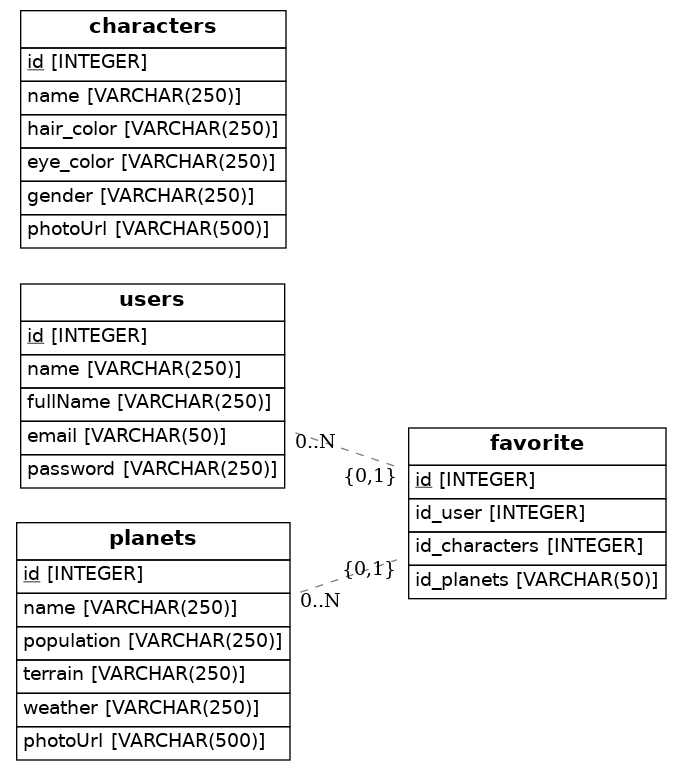 characters
id [INTEGER]
name [VARCHAR(250)]
hair_color [VARCHAR(250)]
eye_color [VARCHAR(250)]
gender [VARCHAR(250)]
photoUrl [VARCHAR(500)]
users
id [INTEGER]
name [VARCHAR(250)]
fullName [VARCHAR(250)]
email [VARCHAR(50)]
password [VARCHAR(250)]
0..N
{0,1}
favorite
id [INTEGER]
id_user [INTEGER]
id_characters [INTEGER]
id_planets [VARCHAR(50)]
planets
id [INTEGER]
name [VARCHAR(250)]
population [VARCHAR(250)]
terrain [VARCHAR(250)]
weather [VARCHAR(250)]
photoUrl [VARCHAR(500)]
{0,1}
0..N